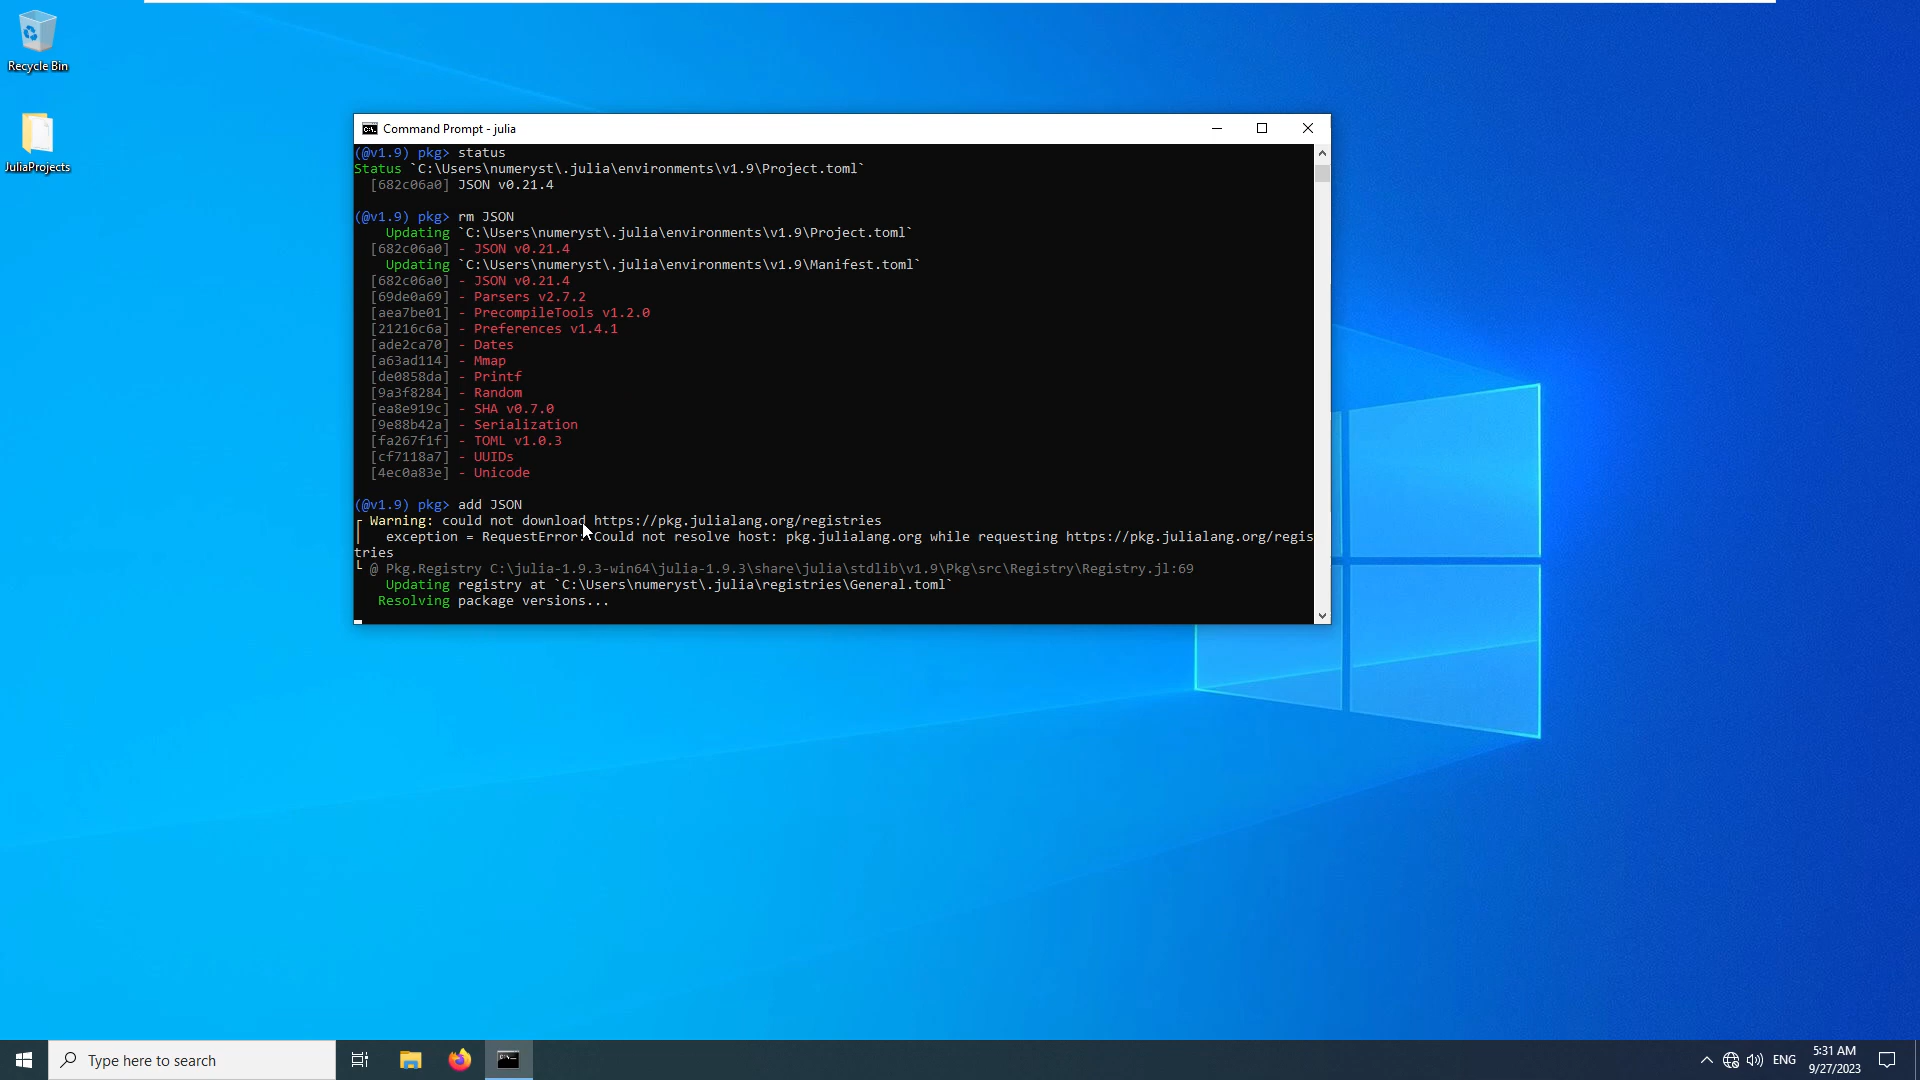 Recycle Bin
JuliaProjects
Command Prompt - julia
(@v1.9) pkg> status
Status `C:\Users\numeryst\.julia\environments\v1.9\Project.toml`
[682c06a0] JSON v0.21.4
(@v1.9) pkg> rm JSON
Updating `C:\Users\numeryst\.julia\environments\v1.9\Project.toml`
[682c06a0] - JSON v0.21.4
Updating `C:\Users\numeryst\.julia\environments\v1.9\Manifest.toml`
[682c06a0] - JSON v0.21.4
[69de0a69] - Parsers v2.7.2
[aea7be01] - PrecompileTools v1.2.0
[21216c6a] - Preferences v1.4.1
[ade2ca70] - Dates
[a63ad114] - Mmap
[de0858da] - Printf
[9a3f8284] - Random
[ea8e919c] - SHA v0.7.0
[9e88b42a] - Serialization
[fa267f1f] - TOML v1.0.3
[cf7118a7] - UUIDs
[4ec0a83e] - Unicode
(@v1.9) pkg> add JSON
┌ Warning: could not download https://pkg.julialang.org/registries
│ exception = RequestError: Could not resolve host: pkg.julialang.org while requesting https://pkg.julialang.org/regis
tries
└ @ Pkg.Registry C:\julia-1.9.3-win64\julia-1.9.3\share\julia\stdlib\v1.9\Pkg\src\Registry\Registry.jl:69
Updating registry at `C:\Users\numeryst\.julia\registries\General.toml`
Resolving package versions...
Type here to search
ENG
5:31 AM
9/27/2023